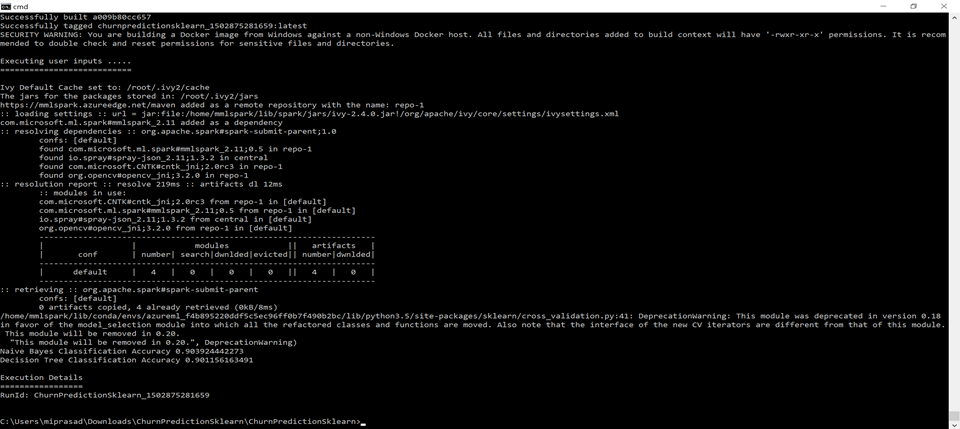 cmd
Successfully built a009b80cc657
Successfully tagged churnpredictionsklearn_1502875281659:latest
SECURITY WARNING: You are building a Docker image from Windows against a non-Windows Docker host. All files and directories added to build context will have '-rwxr-xr-x' permissions. It is recom
mended to double check and reset permissions for sensitive files and directories.
Executing user inputs .....
===========================
Ivy Default Cache set to: /root/.ivy2/cache
The jars for the packages stored in: /root/.ivy2/jars
https://mmlspark.azureedge.net/maven added as a remote repository with the name: repo-1
:: loading settings :: url = jar:file:/home/mmlspark/lib/spark/jars/ivy-2.4.0.jar!/org/apache/ivy/core/settings/ivysettings.xml
com.microsoft.ml.spark#mmlspark_2.11 added as a dependency
:: resolving dependencies :: org.apache.spark#spark-submit-parent;1.0
confs: [default]
found com.microsoft.ml.spark#mmlspark_2.11;0.5 in repo-1
found io.spray#spray-json_2.11;1.3.2 in central
found com.microsoft.CNTK#cntk_jni;2.0rc3 in repo-1
found org.opencv#opencv_jni;3.2.0 in repo-1
:: resolution report :: resolve 219ms :: artifacts dl 12ms
:: modules in use:
com.microsoft.CNTK#cntk_jni;2.0rc3 from repo-1 in [default]
com.microsoft.ml.spark#mmlspark_2.11;0.5 from repo-1 in [default]
io.spray#spray-json_2.11;1.3.2 from central in [default]
org.opencv#opencv_jni;3.2.0 from repo-1 in [default]
---------------------------------------------------------------------
|                  |            modules            ||   artifacts   |
|       conf       | number| search|dwnlded|evicted|| number|dwnlded|
---------------------------------------------------------------------
|      default     |   4   |   0   |   0   |   0   ||   4   |   0   |
---------------------------------------------------------------------
:: retrieving :: org.apache.spark#spark-submit-parent
confs: [default]
0 artifacts copied, 4 already retrieved (0kB/8ms)
/home/mmlspark/lib/conda/envs/azureml_f4b895220ddf5c5ec96ff0b7f490b2bc/lib/python3.5/site-packages/sklearn/cross_validation.py:41: DeprecationWarning: This module was deprecated in version 0.18
in favor of the model_selection module into which all the refactored classes and functions are moved. Also note that the interface of the new CV iterators are different from that of this module.
This module will be removed in 0.20.
"This module will be removed in 0.20.", DeprecationWarning)
Naive Bayes Classification Accuracy 0.903924442273
Decision Tree Classification Accuracy 0.901156163491
Execution Details
=================
RunId: ChurnPredictionSklearn_1502875281659
C:\Users\miprasad\Downloads\ChurnPredictionSklearn\ChurnPredictionSklearn>